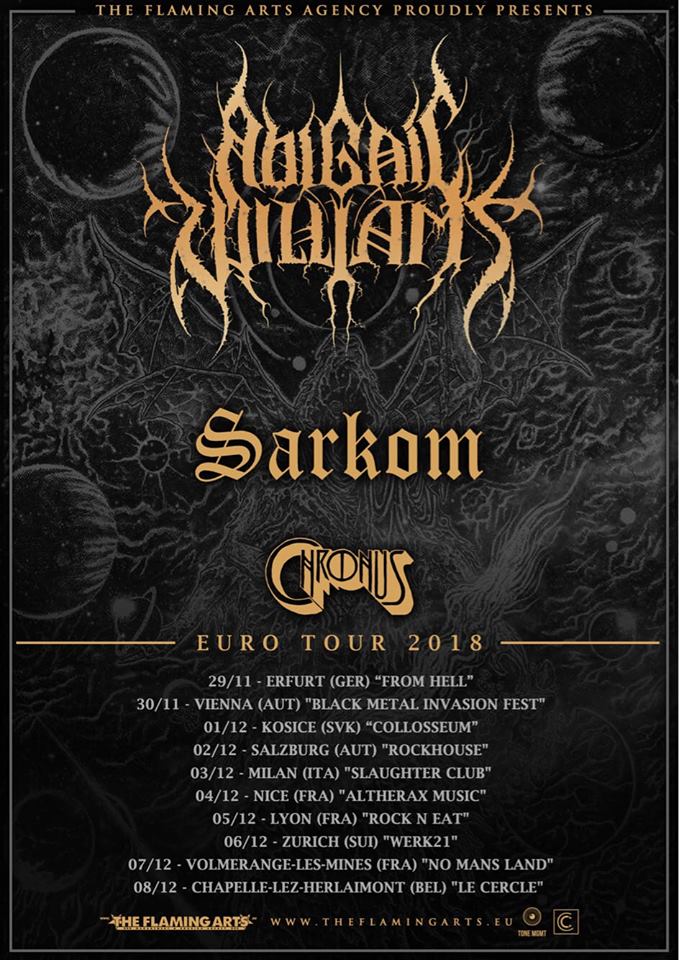 THE FLAMING ARTS AGENCY PROUDLY PRESENTS
ABIGAIL
WILLIAMS
Sarkom
CHRONUS
EURO TOUR 2018
29/11 - ERFURT (GER) “FROM HELL”
30/11 - VIENNA (AUT) "BLACK METAL INVASION FEST"
01/12 - KOSICE (SVK) “COLLOSSEUM”
02/12 - SALZBURG (AUT) "ROCKHOUSE"
03/12 - MILAN (ITA) "SLAUGHTER CLUB"
04/12 - NICE (FRA) "ALTHERAX MUSIC"
05/12 - LYON (FRA) "ROCK N EAT"
06/12 - ZURICH (SUI) "WERK21"
07/12 - VOLMERANGE-LES-MINES (FRA) "NO MANS LAND"
08/12 - CHAPELLE-LEZ-HERLAIMONT (BEL) "LE CERCLE"
THE FLAMING ARTS WWW.THEFLAMINGARTS.EU TONE MGMT C